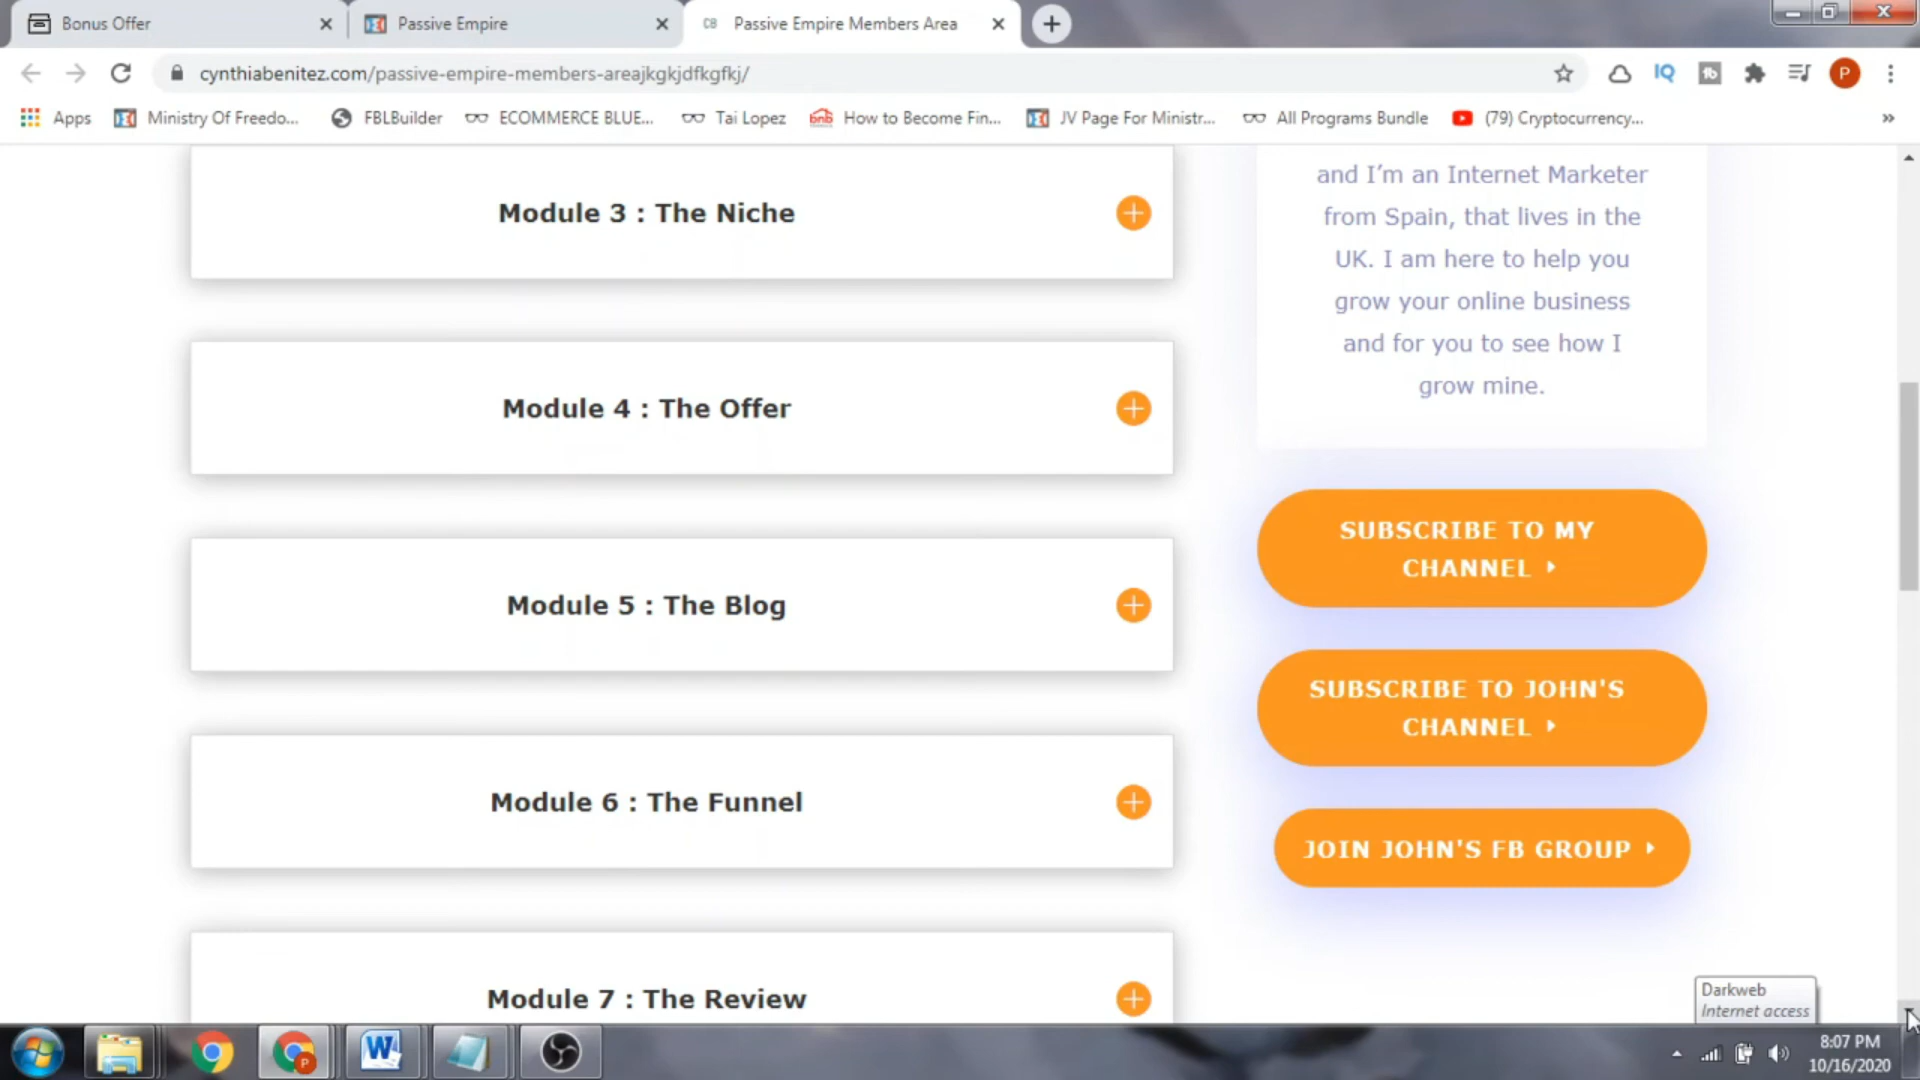 Bonus Offer
Passive Empire
CB Passive Empire Members Area
cynthiabenitez.com/passive-empire-members-areajkgkjdfkgfkj/
IQ
tb
P
Apps
Ministry Of Freedo...
FBLBuilder
ECOMMERCE BLUE...
Tai Lopez
bnb How to Become Fin...
JV Page For Ministr...
All Programs Bundle
(79) Cryptocurrency...
»
Module 3 : The Niche
Module 4 : The Offer
Module 5 : The Blog
Module 6 : The Funnel
Module 7 : The Review
and I’m an Internet Marketer
from Spain, that lives in the
UK. I am here to help you
grow your online business
and for you to see how I
grow mine.
SUBSCRIBE TO MY
CHANNEL
SUBSCRIBE TO JOHN'S
CHANNEL
JOIN JOHN'S FB GROUP
Darkweb
Internet access
P
W
8:07 PM
10/16/2020